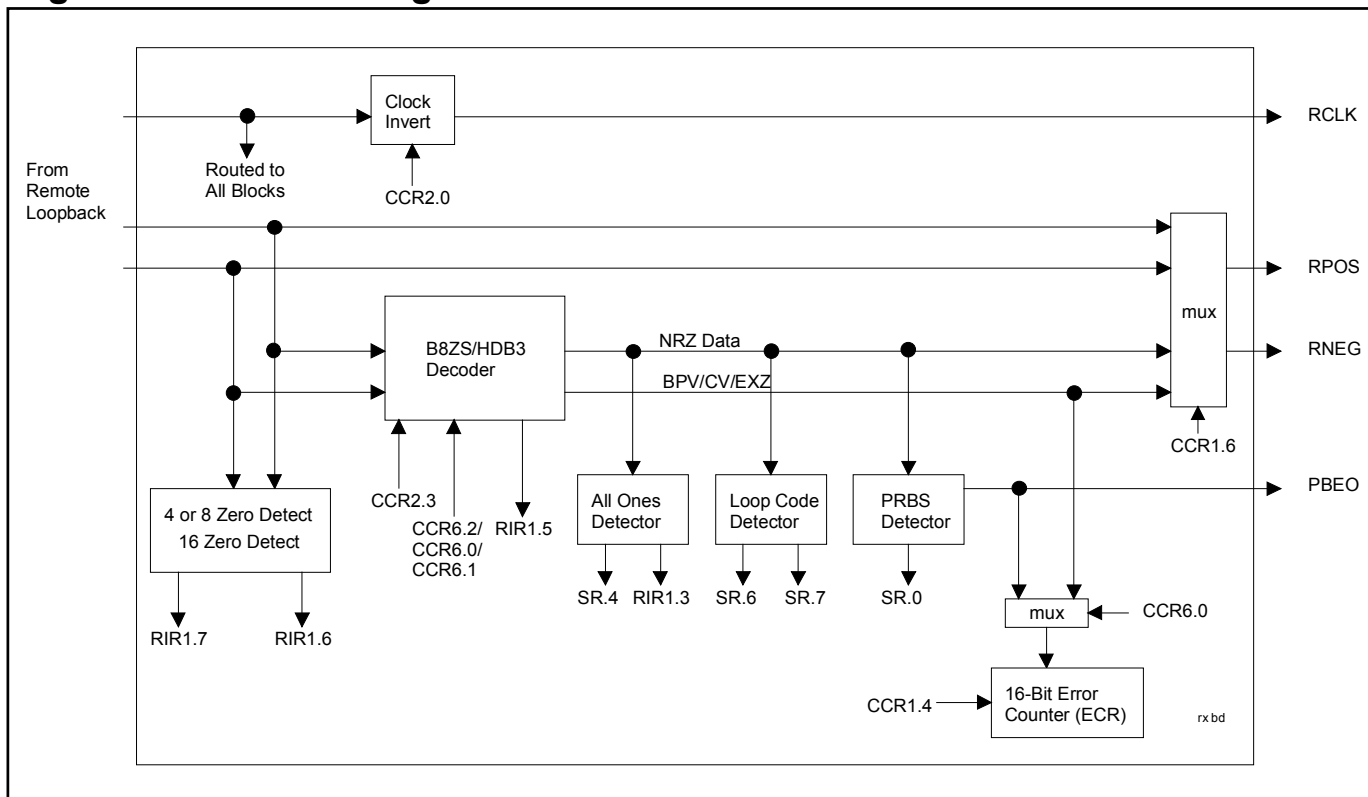 Clock
Invert
RCLK
From
Remote
Loopback
Routed to
All Blocks
CCR2.0
RPOS
mux
B8ZS/HDB3
Decoder
NRZ Data
RNEG
BPV/CV/EXZ
CCR1.6
4 or 8 Zero Detect
16 Zero Detect
CCR2.3
CCR6.2/
CCR6.0/
CCR6.1
RIR1.5
All Ones
Detector
Loop Code
Detector
PRBS
Detector
PBEO
SR.4
RIR1.3
SR.6
SR.7
SR.0
RIR1.7
RIR1.6
mux
CCR6.0
CCR1.4
16-Bit Error
Counter (ECR)
rx bd